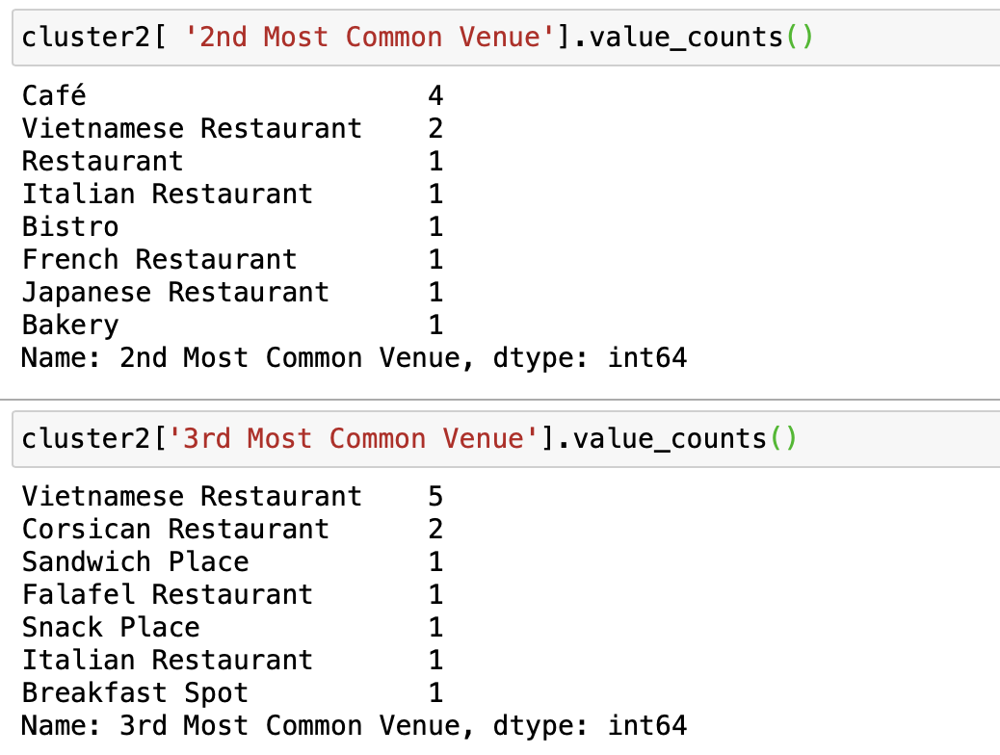 cluster2[ '2nd Most Common Venue'].value_counts()
Café 4
Vietnamese Restaurant 2
Restaurant 1
Italian Restaurant 1
Bistro 1
French Restaurant 1
Japanese Restaurant 1
Bakery 1
Name: 2nd Most Common Venue, dtype: int64
cluster2['3rd Most Common Venue'].value_counts()
Vietnamese Restaurant 5
Corsican Restaurant 2
Sandwich Place 1
Falafel Restaurant 1
Snack Place 1
Italian Restaurant 1
Breakfast Spot 1
Name: 3rd Most Common Venue, dtype: int64